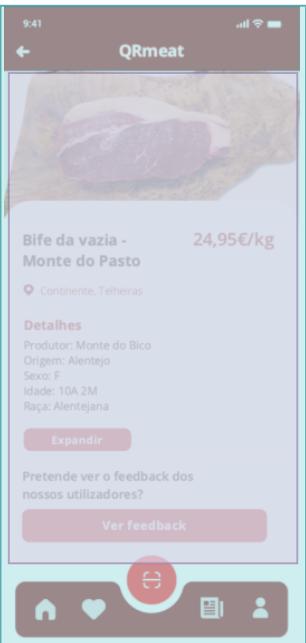 9:41
QRmeat
Bife da vazia - 24,95€/kg
Monte do Pasto
Continente, Telheiras
Detalhes
Produtor: Monte do Bico
Origem: Alentejo
Sexo: F
Idade: 10A 2M
Raça: Alentejana
Expandir
Pretende ver o feedback dos
nossos utilizadores?
Ver feedback